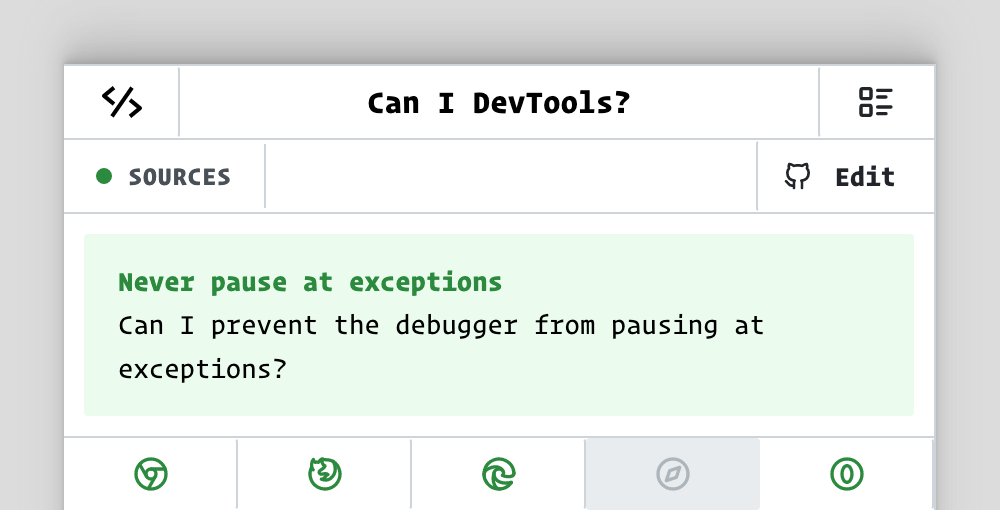 Can I DevTools?
SOURCES
Edit
Never pause at exceptions
Can I prevent the debugger from pausing at
exceptions?